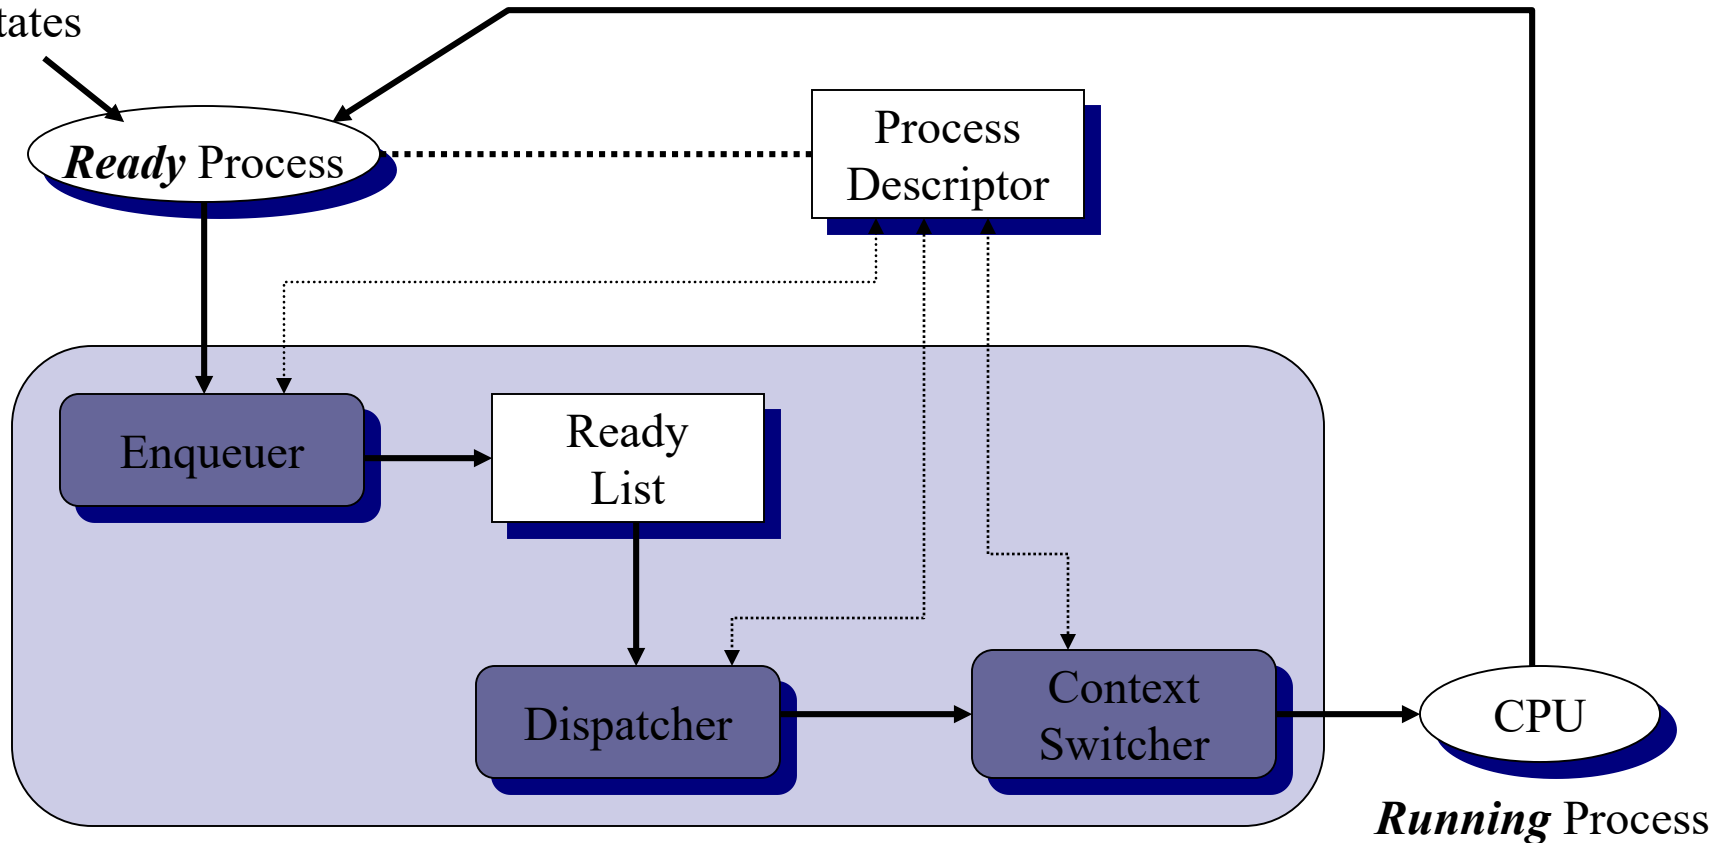 tates
Ready Process
Process
Descriptor
Enqueuer
Ready
List
Dispatcher
Context
Switcher
CPU
Running Process